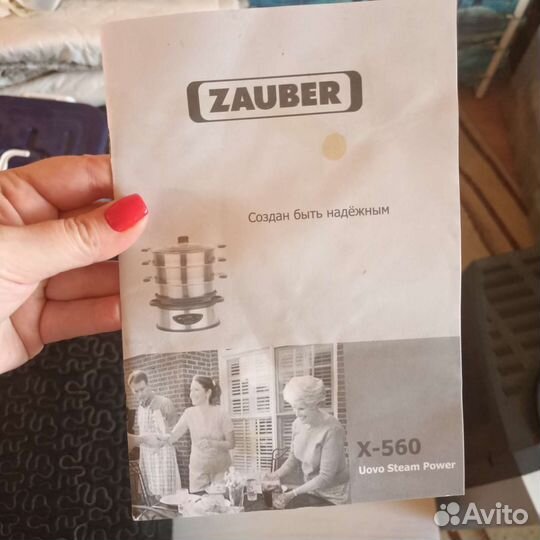 ZAUBER
Создан быть надёжным
X-560
Uovo Steam Power
Avito